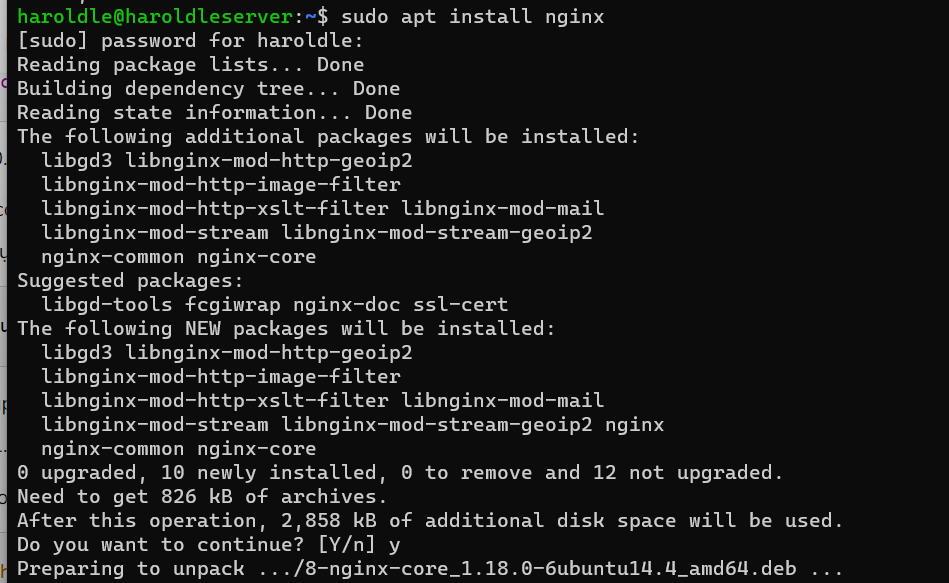 haroldle@haroldleserver:~$ sudo apt install nginx
[sudo] password for haroldle:
Reading package lists... Done
Building dependency tree... Done
Reading state information... Done
The following additional packages will be installed:
  libgd3 libnginx-mod-http-geoip2
  libnginx-mod-http-image-filter
  libnginx-mod-http-xslt-filter libnginx-mod-mail
  libnginx-mod-stream libnginx-mod-stream-geoip2
  nginx-common nginx-core
Suggested packages:
  libgd-tools fcgiwrap nginx-doc ssl-cert
The following NEW packages will be installed:
  libgd3 libnginx-mod-http-geoip2
  libnginx-mod-http-image-filter
  libnginx-mod-http-xslt-filter libnginx-mod-mail
  libnginx-mod-stream libnginx-mod-stream-geoip2 nginx
  nginx-common nginx-core
0 upgraded, 10 newly installed, 0 to remove and 12 not upgraded.
Need to get 826 kB of archives.
After this operation, 2,858 kB of additional disk space will be used.
Do you want to continue? [Y/n] y
Preparing to unpack .../8-nginx-core_1.18.0-6ubuntu14.4_amd64.deb ...